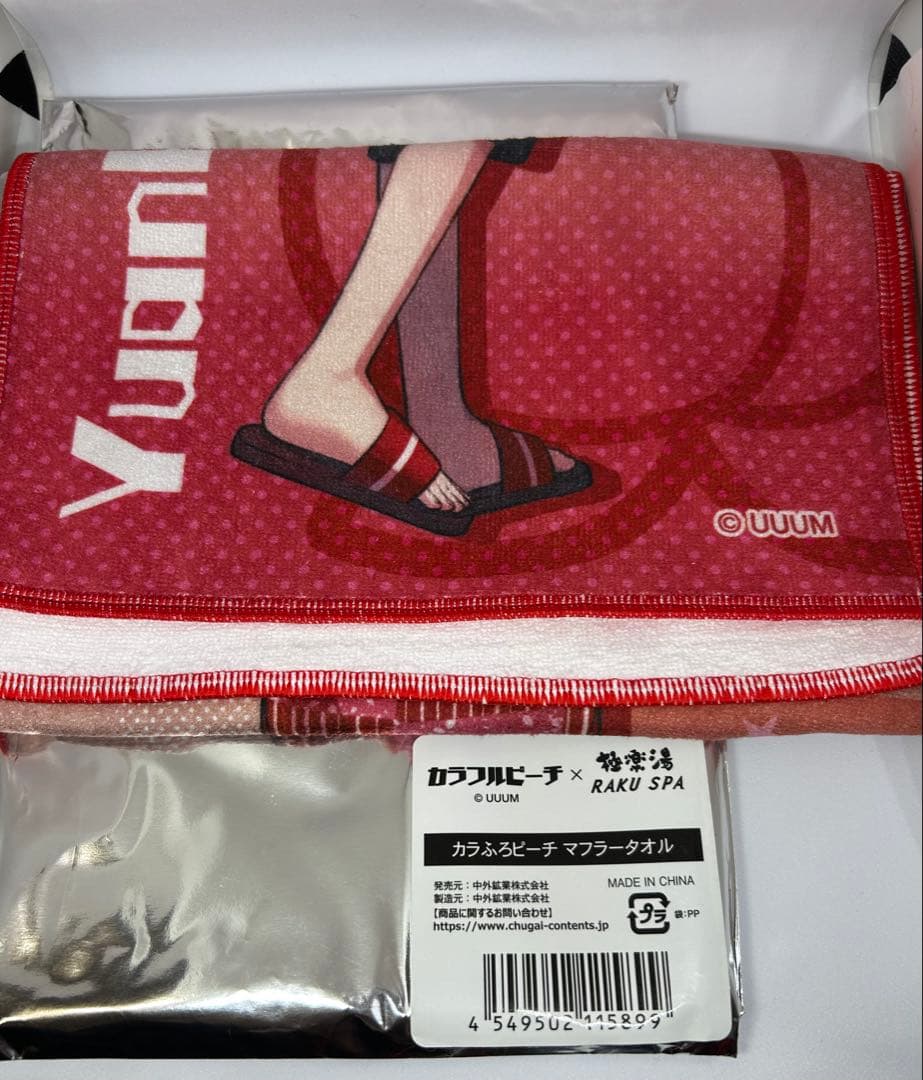 Yuan
© UUUM
カラフルピーチ × 極楽湯
RAKU SPA
© UUUM
カラふろピーチ マフラータオル
発売元：中外鉱業株式会社
製造元：中外鉱業株式会社
【商品に関するお問い合わせ】
https://www.chugai-contents.jp
MADE IN CHINA
プラ
袋:PP
4 549502 115899